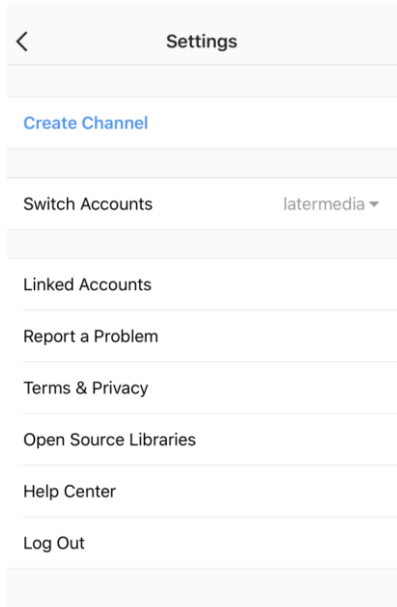 Settings
Create Channel
Switch Accounts latermedia
Linked Accounts
Report a Problem
Terms & Privacy
Open Source Libraries
Help Center
Log Out